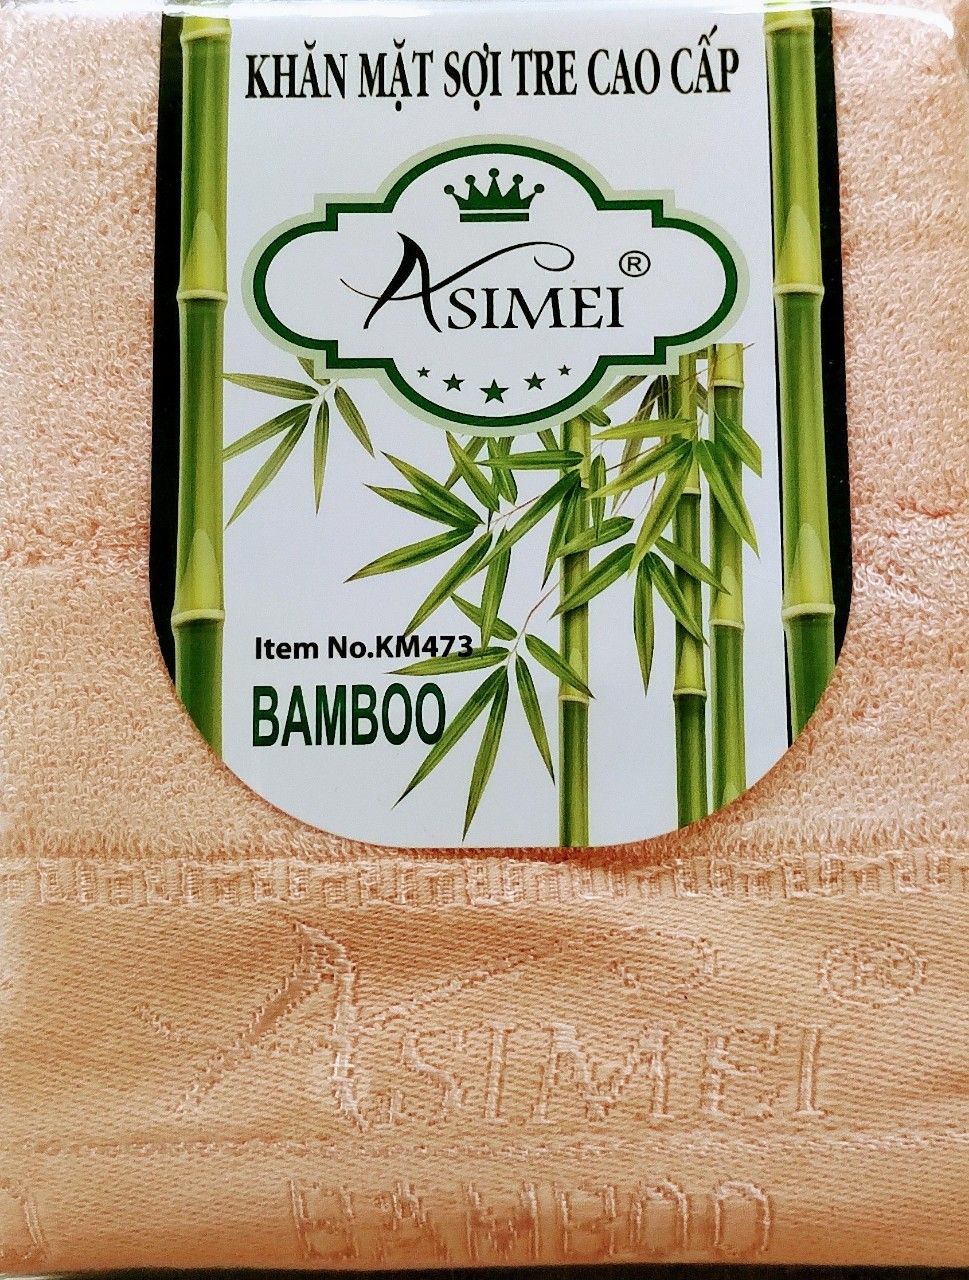 KHĂN MẶT SỢI TRE CAO CẤP
ASIMEI ®
Item No.KM473
BAMBOO
ASIMEI ®
BAMBOO